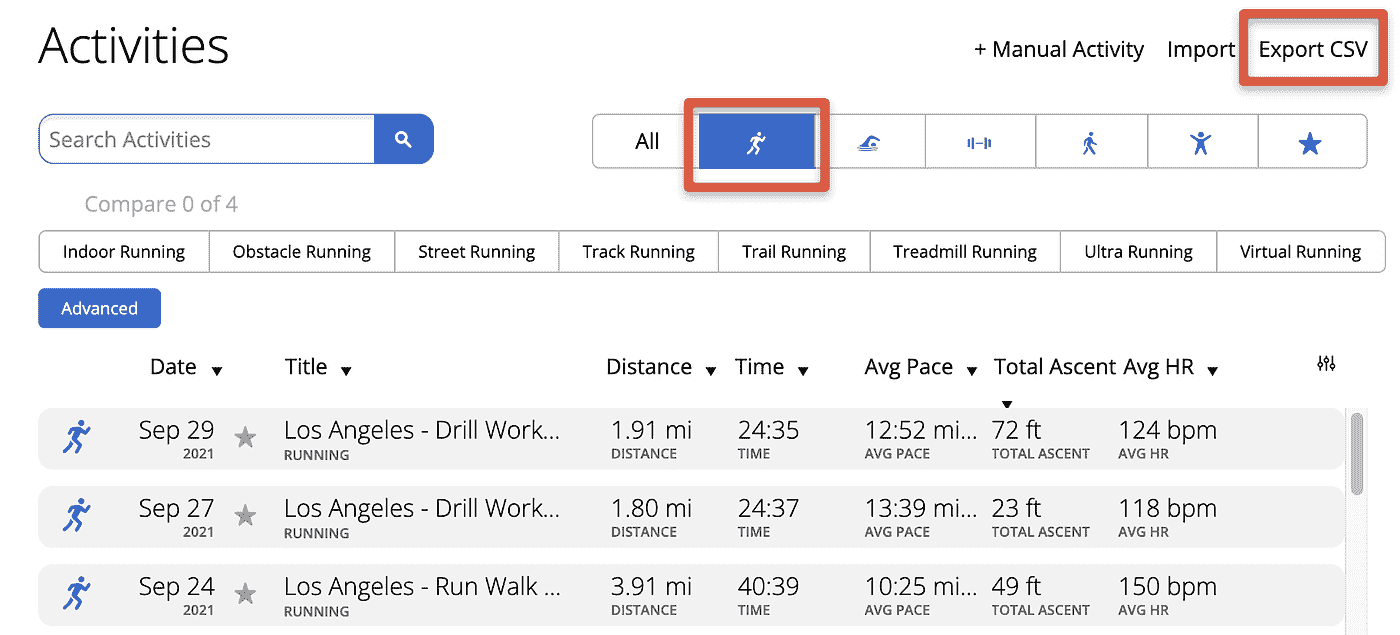 Activities
+ Manual Activity Import Export CSV
Search Activities
All
Compare 0 of 4
Indoor Running Obstacle Running Street Running Track Running Trail Running Treadmill Running Ultra Running Virtual Running
Advanced
Date Title Distance Time Avg Pace Total Ascent Avg HR
Sep 29 Los Angeles - Drill Work... 1.91 mi 24:35 12:52 mi... 72 ft 124 bpm
2021 RUNNING DISTANCE TIME AVG PACE TOTAL ASCENT AVG HR
Sep 27 Los Angeles - Drill Work... 1.80 mi 24:37 13:39 mi... 23 ft 118 bpm
2021 RUNNING DISTANCE TIME AVG PACE TOTAL ASCENT AVG HR
Sep 24 Los Angeles - Run Walk ... 3.91 mi 40:39 10:25 mi... 49 ft 150 bpm
2021 RUNNING DISTANCE TIME AVG PACE TOTAL ASCENT AVG HR